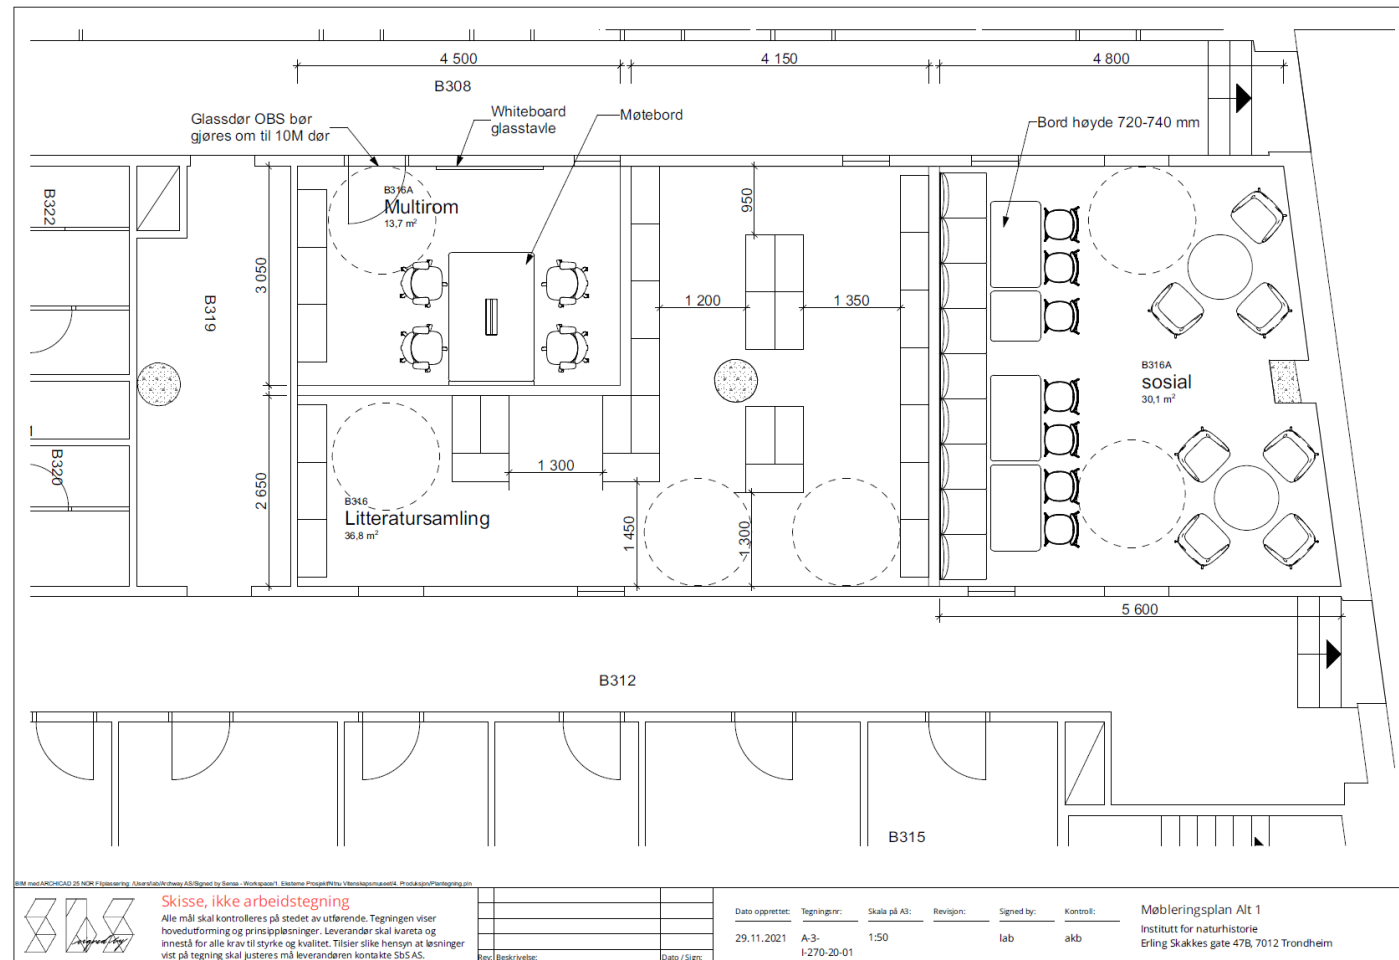 4 500
4 150
4 800
B308
Glassdør OBS bør
gjøres om til 10M dør
Whiteboard
glasstavle
Møtebord
Bord høyde 720-740 mm
B322
B316A
Multirom
13,7 m²
950
3 050
B319
1 200
1 350
B316A
sosial
30,1 m²
B320
1 300
2 650
B316
Litteratursamling
36,8 m²
1 450
1 300
5 600
B312
B315
Skisse, ikke arbeidstegning
Alle mål skal kontrolleres på stedet av utførende. Tegningen viser
hovedutforming og prinsippløsninger. Leverandør skal ivareta og
innestå for alle krav til styrke og kvalitet. Tilsier slike hensyn at løsninger
vist på tegning skal justeres må leverandøren kontakte SbS AS.
Rev: Beskrivelse: Dato / Sign:
Dato opprettet: Tegningsnr: Skala på A3: Revisjon: Signed by: Kontroll:
29.11.2021 A-3- 1:50 lab akb
I-270-20-01
Møbleringsplan Alt 1
Institutt for naturhistorie
Erling Skakkes gate 47B, 7012 Trondheim